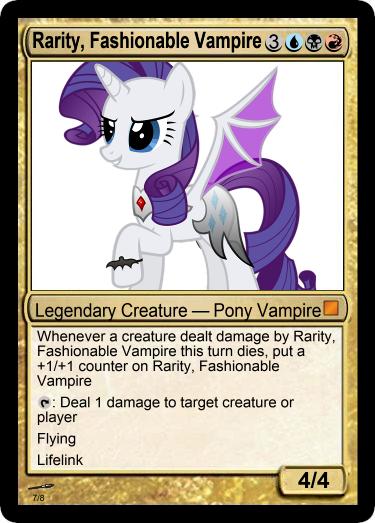 Rarity, Fashionable Vampire 3
Legendary Creature — Pony Vampire
Whenever a creature dealt damage by Rarity,
Fashionable Vampire this turn dies, put a
+1/+1 counter on Rarity, Fashionable
Vampire
: Deal 1 damage to target creature or
player
Flying
Lifelink
4/4
7/8